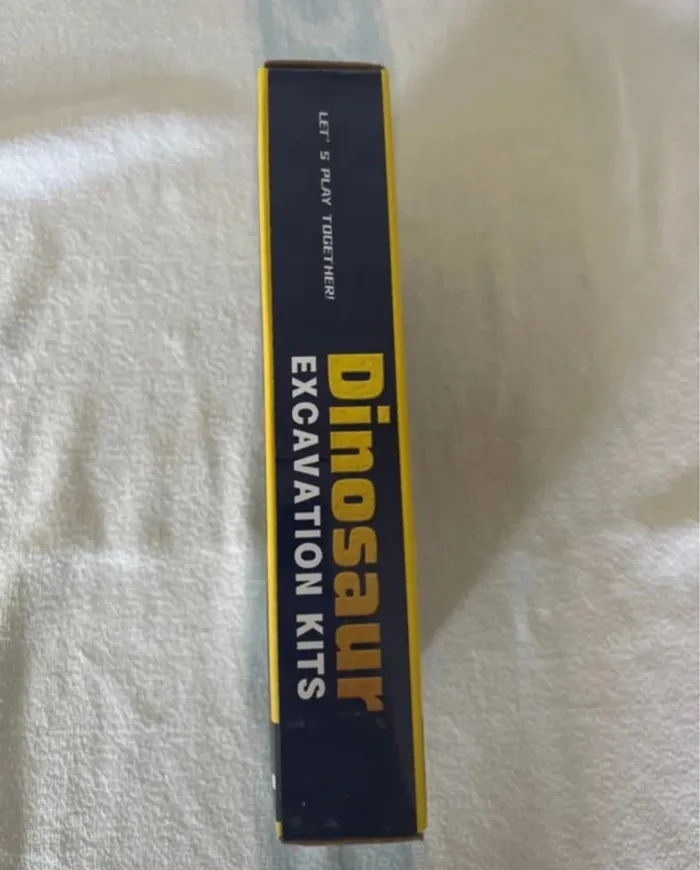 LET' S PLAY TOGETHER!
Dinosaur
EXCAVATION KITS